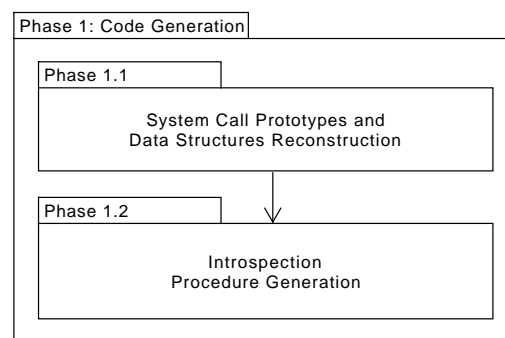 Phase 1: Code Generation
Phase 1.1
System Call Prototypes and
Data Structures Reconstruction
Phase 1.2
Introspection
Procedure Generation